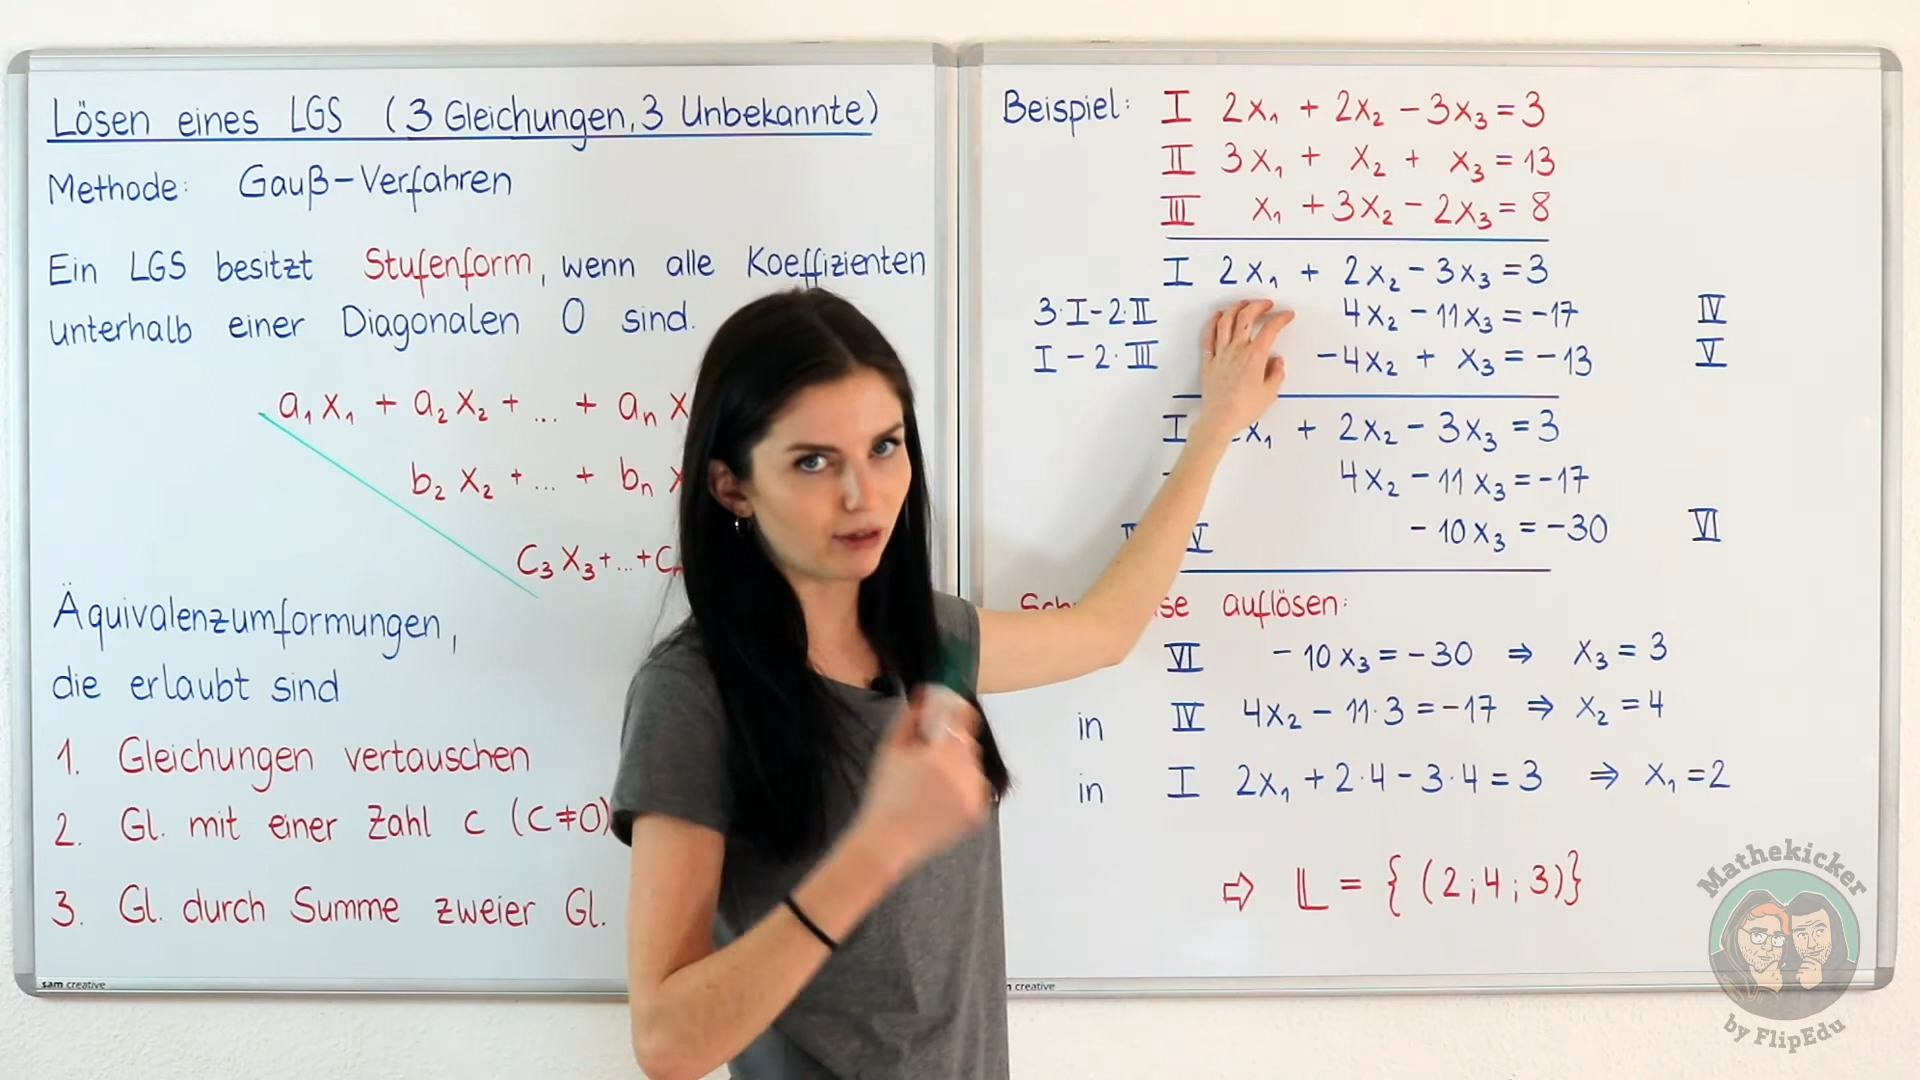 Lösen eines LGS (3 Gleichungen, 3 Unbekannte)
Methode: Gauß-Verfahren
Ein LGS besitzt Stufenform, wenn alle Koeffizienten
unterhalb einer Diagonalen 0 sind.
a₁x₁ + a₂x₂ + ... + aₙx
b₂x₂ + ... + bₙ
c₃x₃+...+c
Äquivalenzumformungen,
die erlaubt sind
1. Gleichungen vertauschen
2. Gl. mit einer Zahl c (c≠0)
3. Gl. durch Summe zweier Gl.
sam creative
Beispiel: I 2x₁ + 2x₂ - 3x₃ = 3
II 3x₁ + x₂ + x₃ = 13
III x₁ + 3x₂ - 2x₃ = 8
I 2x₁ + 2x₂ - 3x₃ = 3
3·I-2·II 4x₂ - 11x₃ = -17 IV
I - 2·III -4x₂ + x₃ = -13 V
I x₁ + 2x₂ - 3x₃ = 3
4x₂ - 11x₃ = -17
V - 10x₃ = -30 VI
auflösen:
VI - 10x₃ = -30 ⇒ x₃ = 3
in IV 4x₂ - 11·3 = -17 ⇒ x₂ = 4
in I 2x₁ + 2·4 - 3·4 = 3 ⇒ x₁ = 2
⇨ 𝕃 = {(2;4;3)}
creative
Mathekicker
by FlipEdu